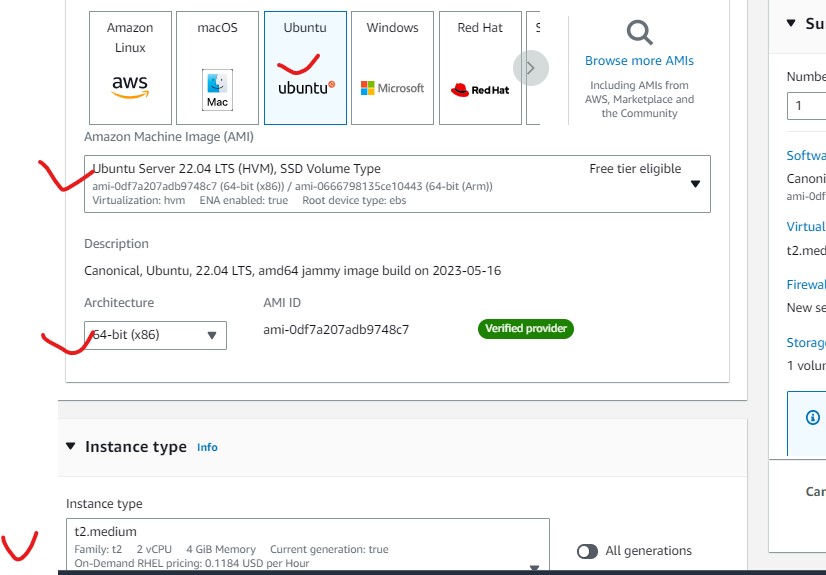 Amazon
Linux
aws
macOS
Mac
Ubuntu
ubuntu
Windows
Microsoft
Red Hat
Red Hat
S
Browse more AMIs
Including AMIs from
AWS, Marketplace and
the Community
Amazon Machine Image (AMI)
Ubuntu Server 22.04 LTS (HVM), SSD Volume Type
Free tier eligible
ami-0df7a207adb9748c7 (64-bit (x86)) / ami-0666798135ce10443 (64-bit (Arm))
Virtualization: hvm ENA enabled: true Root device type: ebs
Description
Canonical, Ubuntu, 22.04 LTS, amd64 jammy image build on 2023-05-16
Architecture
AMI ID
64-bit (x86)
ami-0df7a207adb9748c7
Verified provider
Instance type Info
Instance type
t2.medium
Family: t2 2 vCPU 4 GiB Memory Current generation: true
On-Demand RHEL pricing: 0.1184 USD per Hour
All generations
Su
Numbe
1
Softwa
Canoni
ami-0df
Virtual
t2.med
Firewal
New se
Storage
1 volun
Can